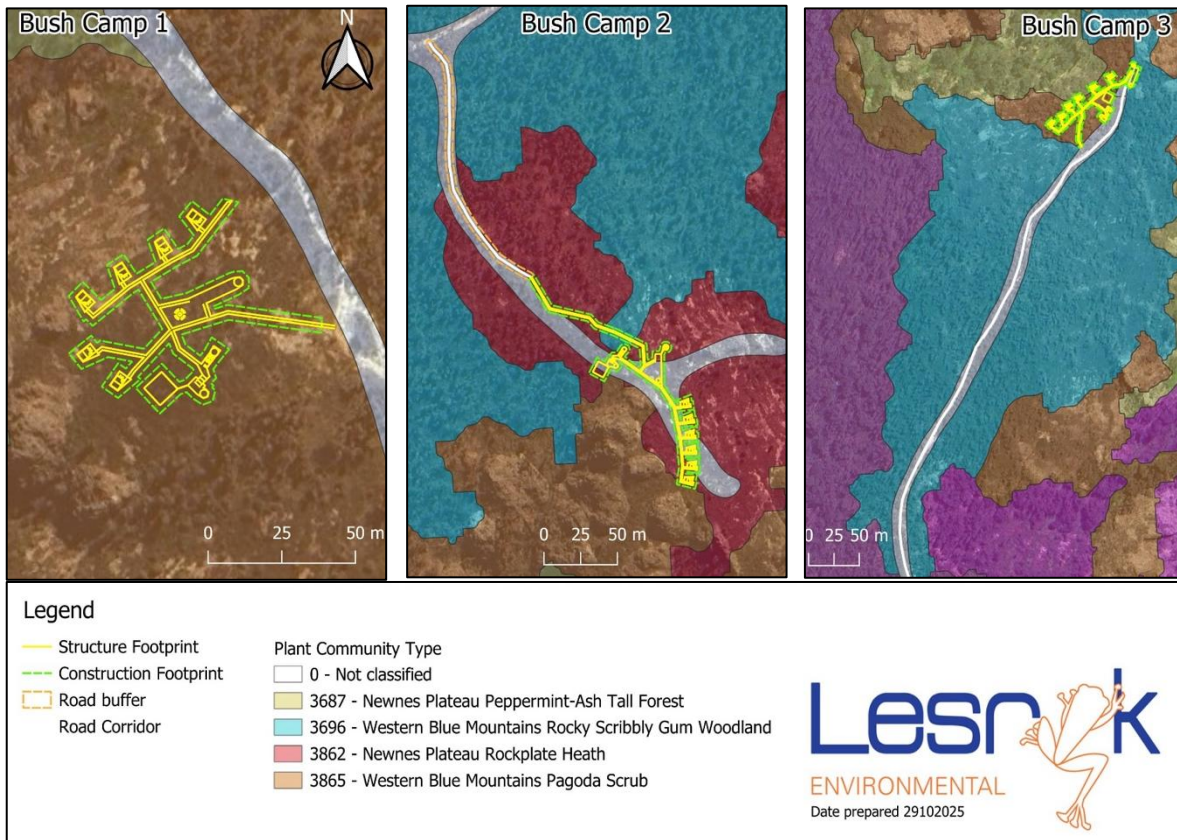 Bush Camp 1
N
0 25 50 m
Bush Camp 2
0 25 50 m
Bush Camp 3
0 25 50 m
Legend
Structure Footprint
Construction Footprint
Road buffer
Road Corridor
Plant Community Type
0 - Not classified
3687 - Newnes Plateau Peppermint-Ash Tall Forest
3696 - Western Blue Mountains Rocky Scribbly Gum Woodland
3862 - Newnes Plateau Rockplate Heath
3865 - Western Blue Mountains Pagoda Scrub
Lesryk
ENVIRONMENTAL
Date prepared 29102025